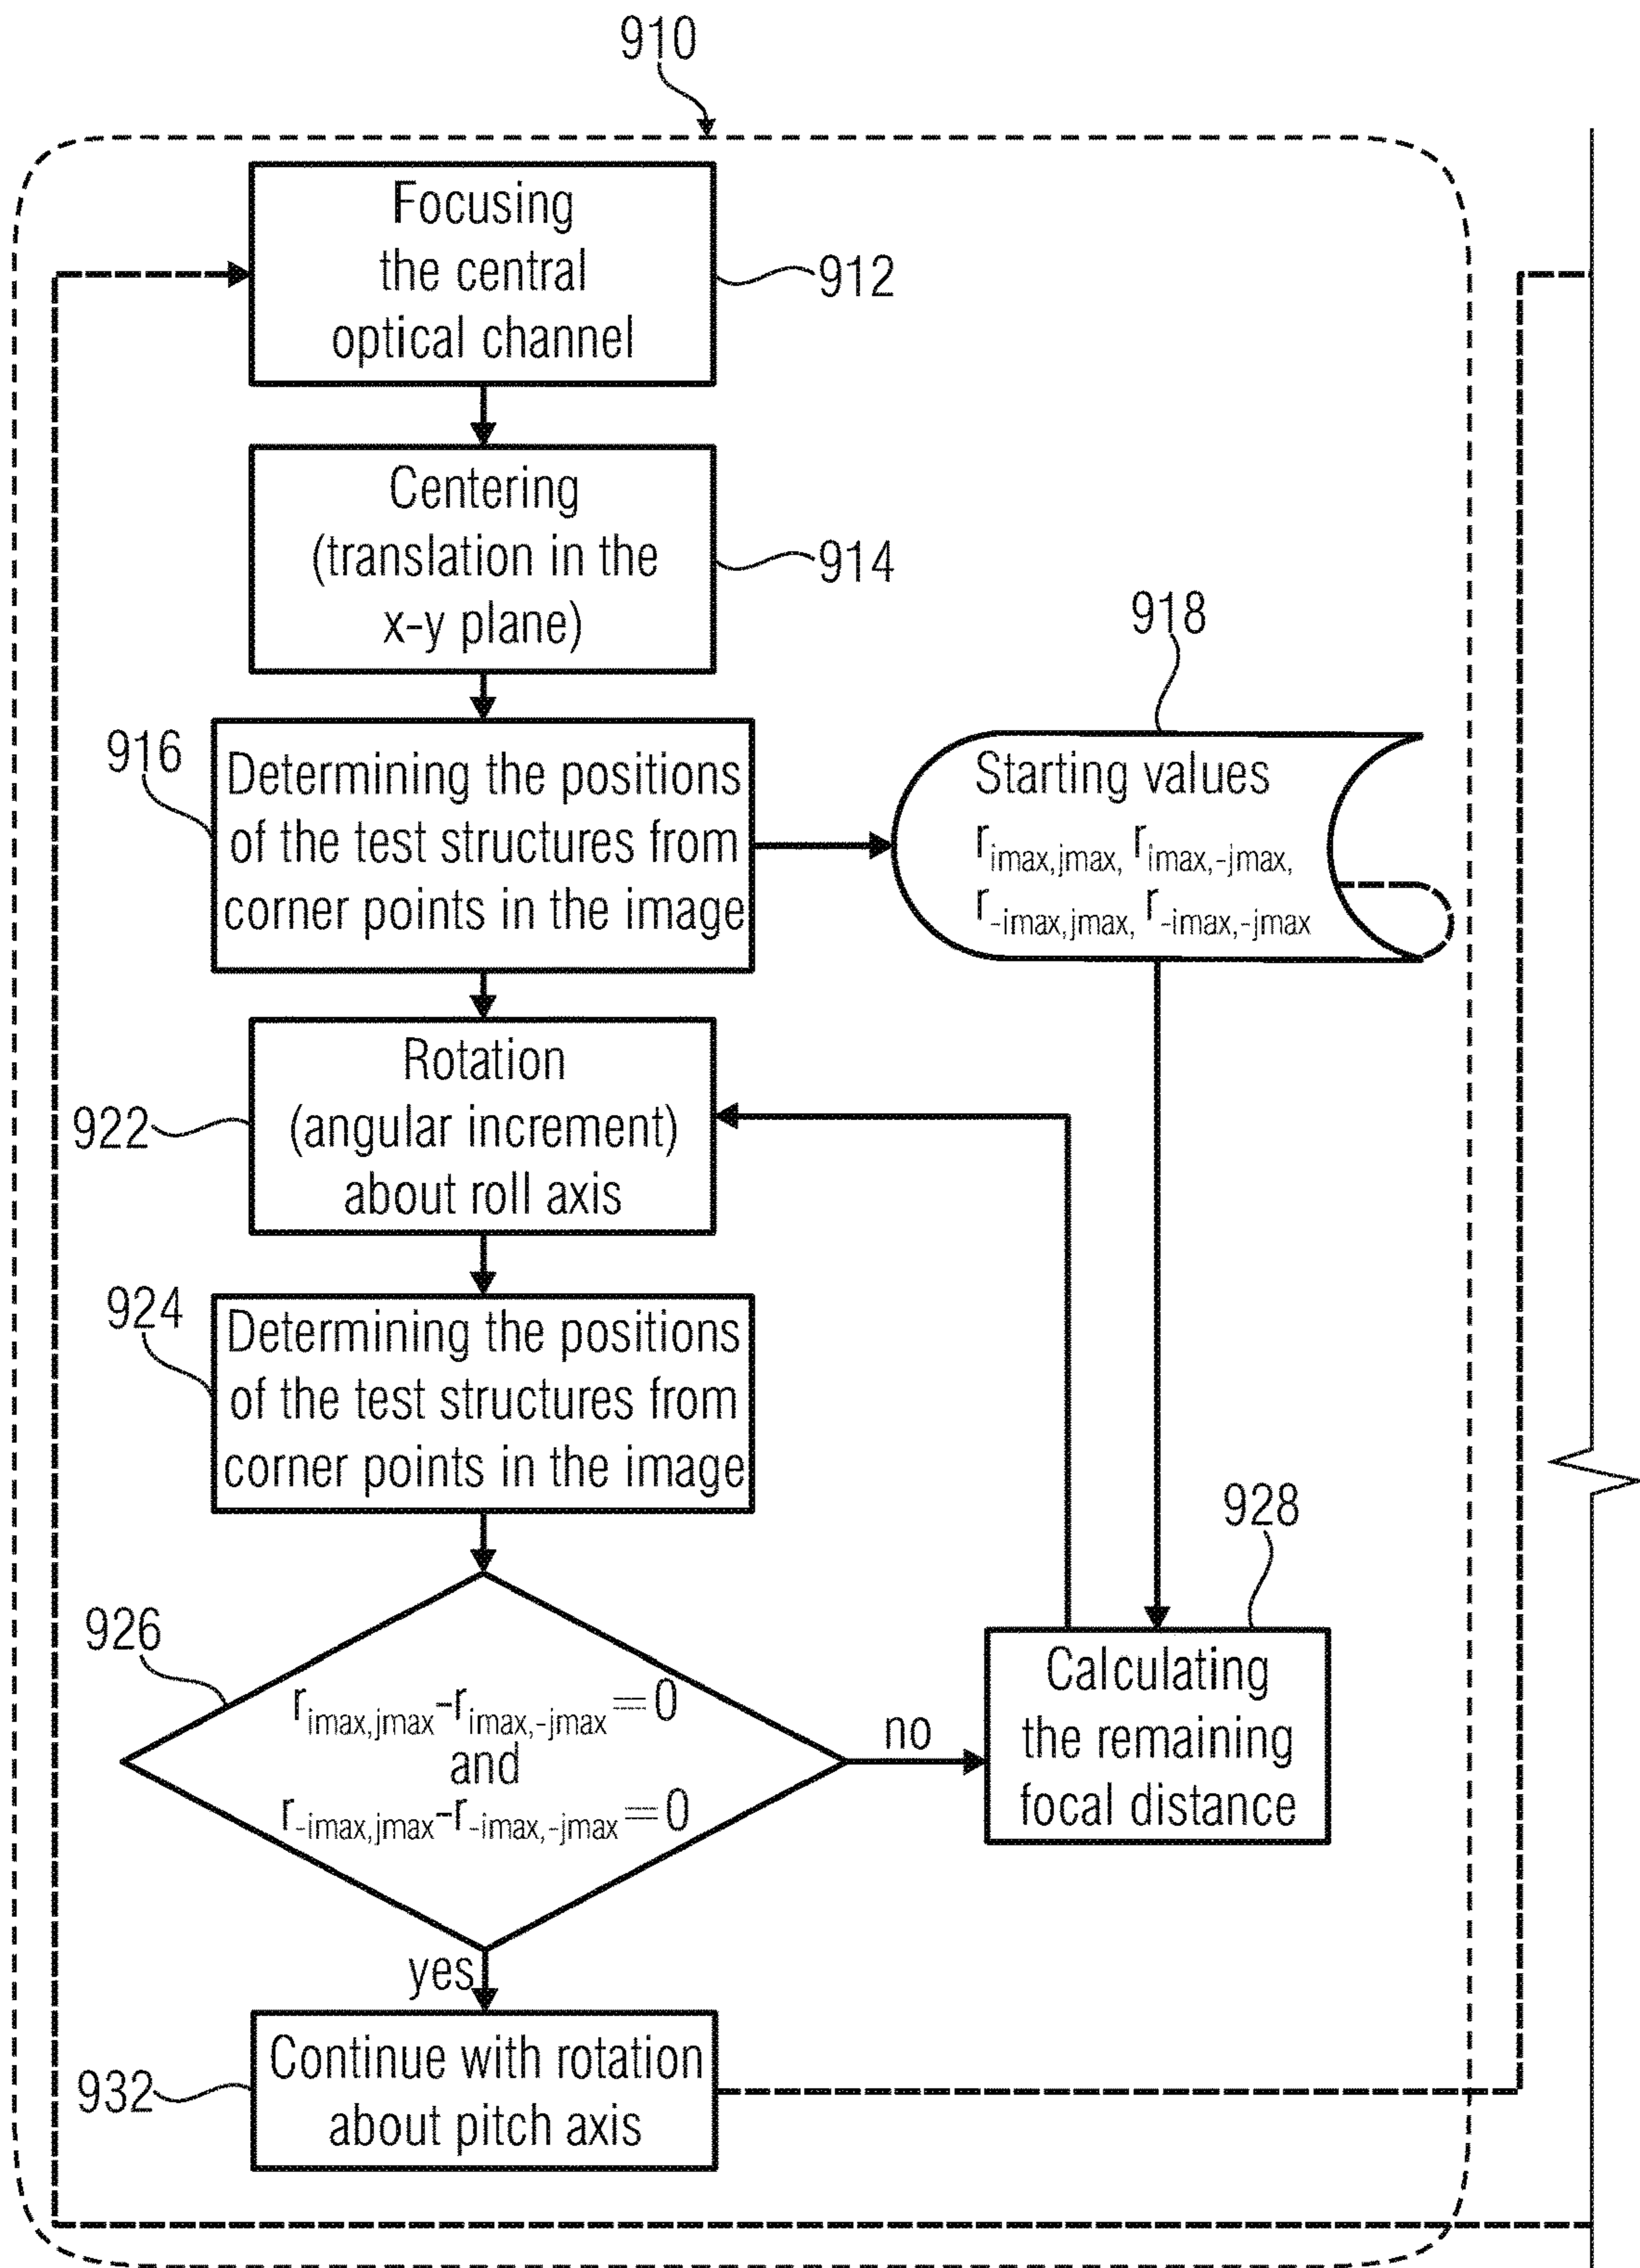 910
Focusing
the central
optical channel
912
Centering
(translation in the
x-y plane)
914
916
Determining the positions
of the test structures from
corner points in the image
918
Starting values
rimax,jmax, rimax,-jmax,
r-imax,jmax, r-imax,-jmax
922
Rotation
(angular increment)
about roll axis
924
Determining the positions
of the test structures from
corner points in the image
926
rimax,jmax-rimax,-jmax==0
and
r-imax,jmax-r-imax,-jmax==0
no
928
Calculating
the remaining
focal distance
yes
932
Continue with rotation
about pitch axis